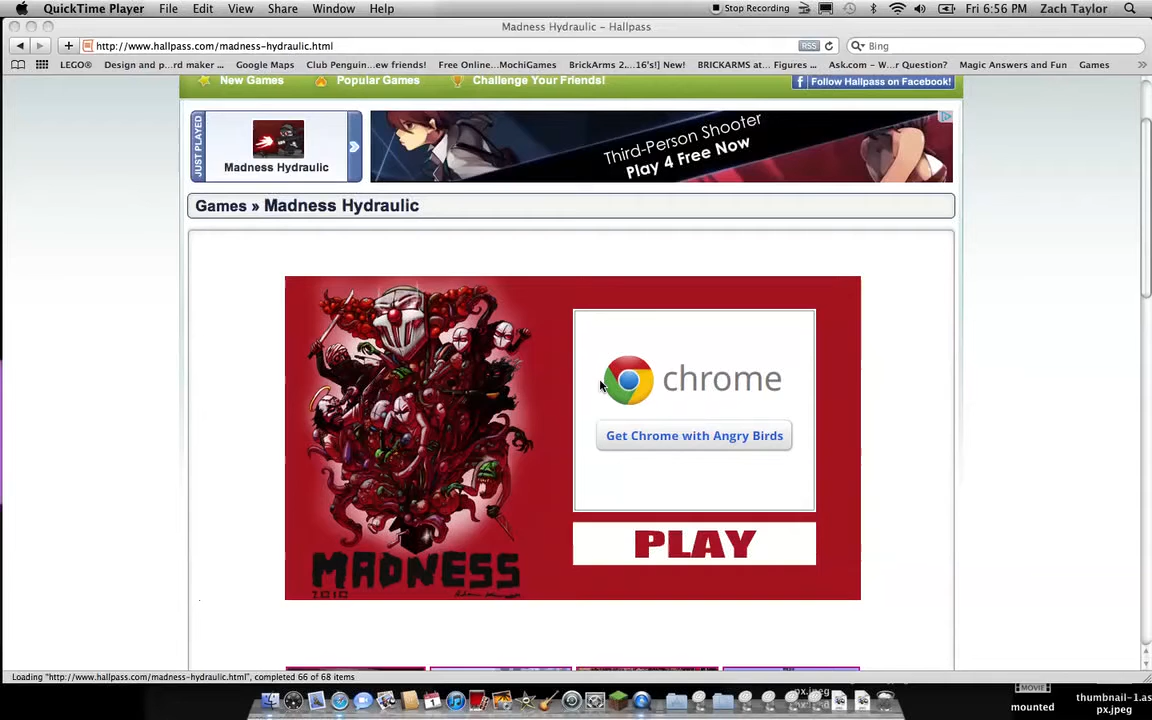 QuickTime Player File Edit View Share Window Help Stop Recording Fri 6:56 PM Zach Taylor
Madness Hydraulic – Hallpass
http://www.hallpass.com/madness-hydraulic.html RSS Bing
LEGO® Design and p...rd maker ... Google Maps Club Penguin...ew friends! Free Online...MochiGames BrickArms 2....16's!] New! BRICKARMS at... Figures ... Ask.com – W...r Question? Magic Answers and Fun Games
New Games Popular Games Challenge Your Friends! Follow Hallpass on Facebook!
JUST PLAYED
Madness Hydraulic
Third-Person Shooter
Play 4 Free Now
Games » Madness Hydraulic
chrome
Get Chrome with Angry Birds
PLAY
MADNESS
2010
Loading "http://www.hallpass.com/madness-hydraulic.html", completed 66 of 68 items
px.jpeg
MOVIE
mounted
thumbnail-1.as
px.jpeg